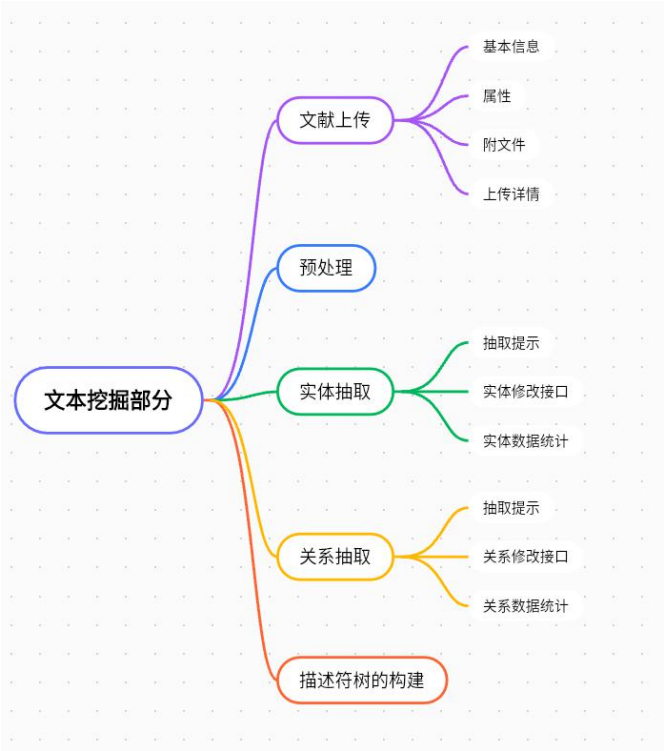 文本挖掘部分
文献上传
基本信息
属性
附文件
上传详情
预处理
实体抽取
抽取提示
实体修改接口
实体数据统计
关系抽取
抽取提示
关系修改接口
关系数据统计
描述符树的构建